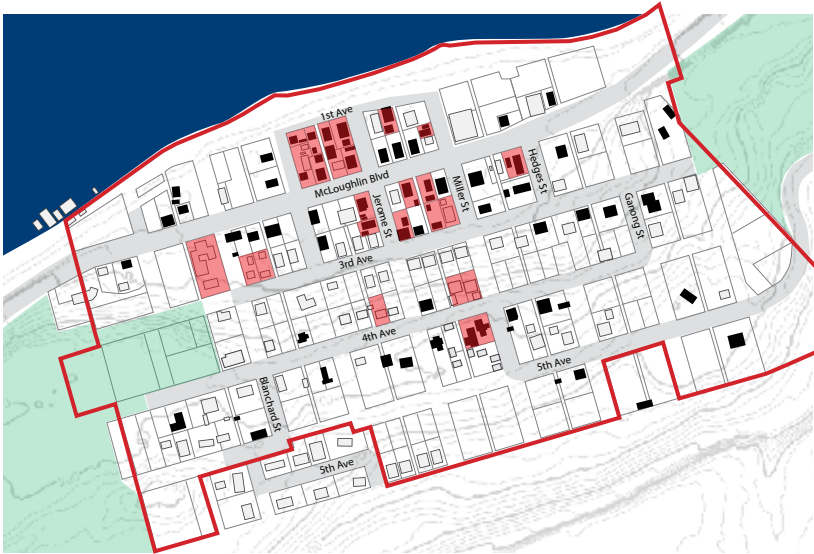 1st Ave
McLoughlin Blvd
Jerome St
Miller St
Hedges St
Ganong St
3rd Ave
4th Ave
5th Ave
Blanchard St
5th Ave